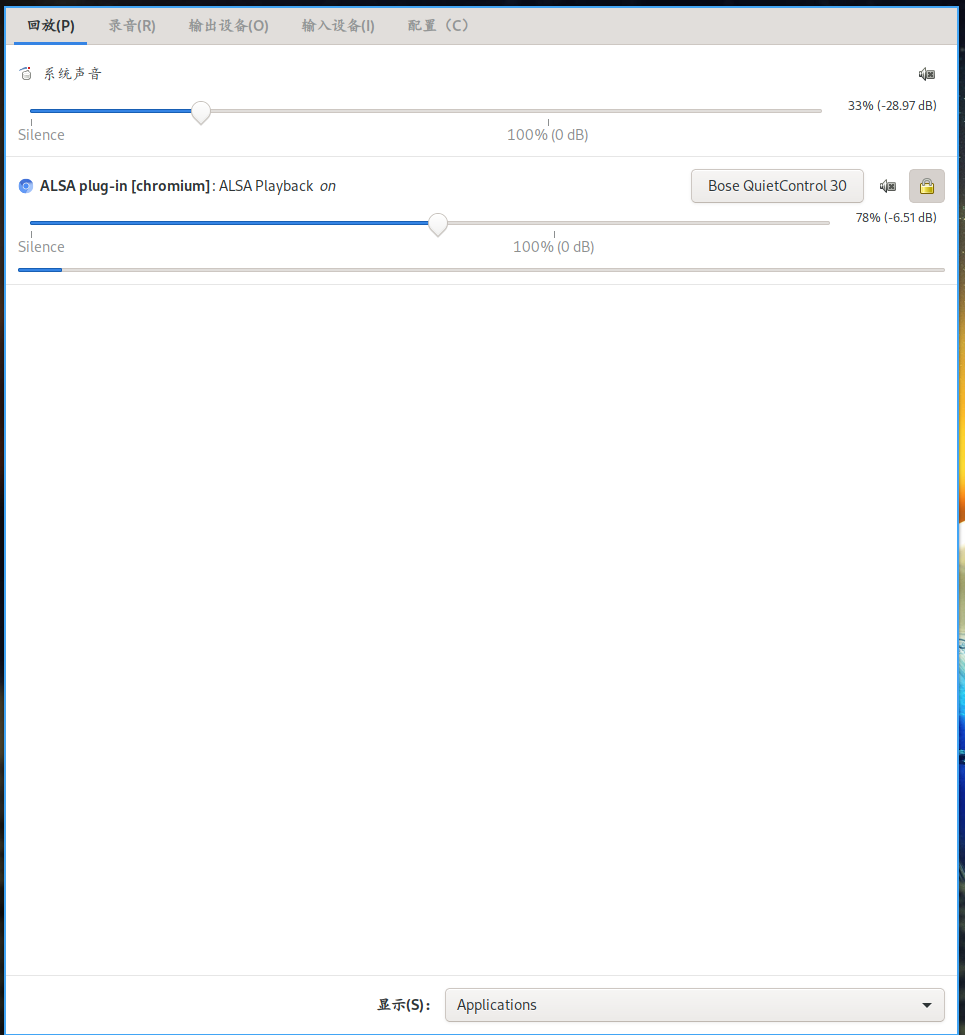 回放(P) 录音(R) 输出设备(O) 输入设备(I) 配置（C）
系统声音
33% (-28.97 dB)
Silence 100% (0 dB)
ALSA plug-in [chromium]: ALSA Playback on Bose QuietControl 30
78% (-6.51 dB)
Silence 100% (0 dB)
显示(S)： Applications